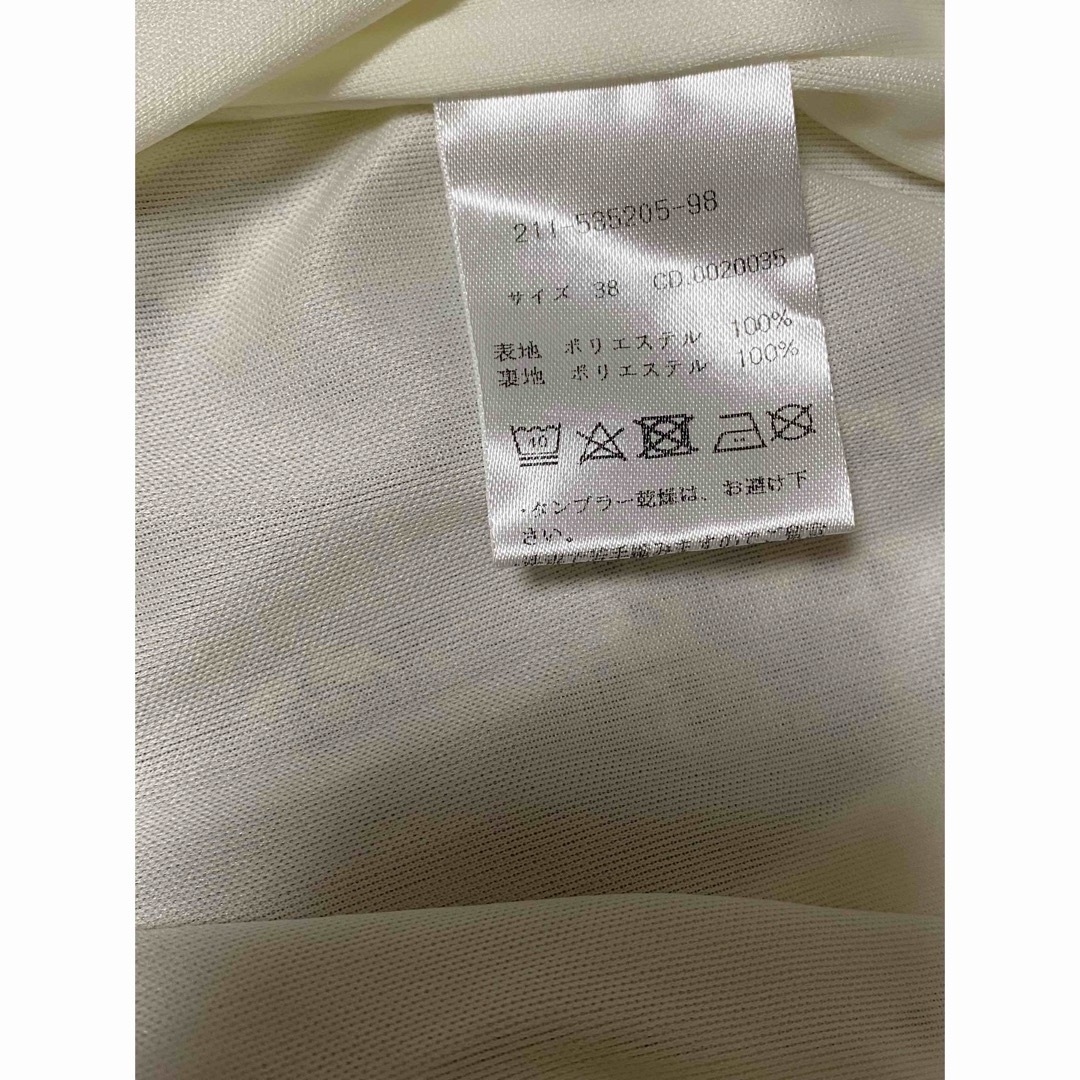 211-535205-98
サイズ 38 CD.0020035
表地 ポリエステル 100%
裏地 ポリエステル 100%
40
・タンブラー乾燥は、お避け下
さい。